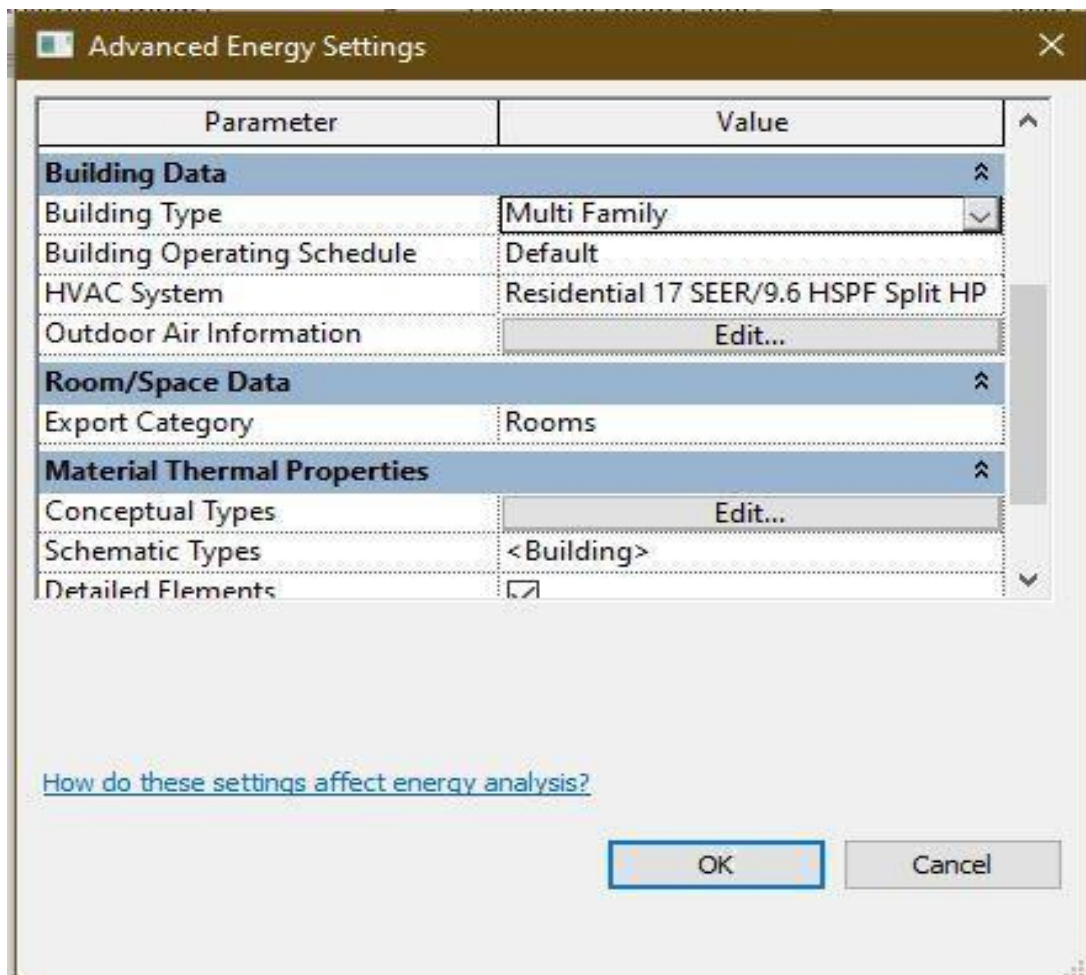 Advanced Energy Settings
Parameter Value
Building Data
Building Type Multi Family
Building Operating Schedule Default
HVAC System Residential 17 SEER/9.6 HSPF Split HP
Outdoor Air Information Edit...
Room/Space Data
Export Category Rooms
Material Thermal Properties
Conceptual Types Edit...
Schematic Types <Building>
Detailed Elements
How do these settings affect energy analysis?
OK Cancel